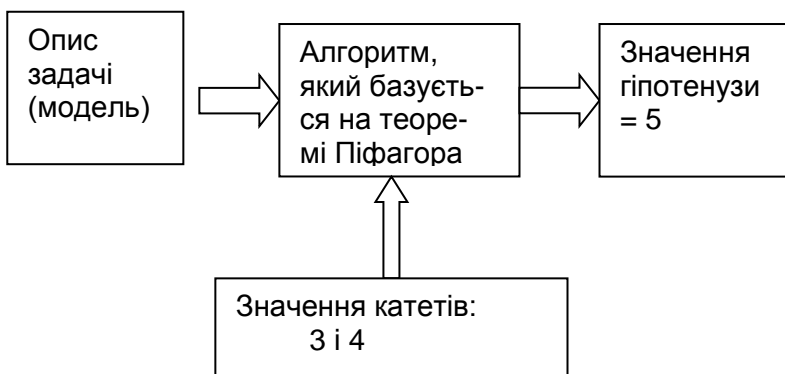 Опис
задачі
(модель)
Алгоритм,
який базуєть-
ся на теоре-
мі Піфагора
Значення
гіпотенузи
= 5
Значення катетів:
3 і 4